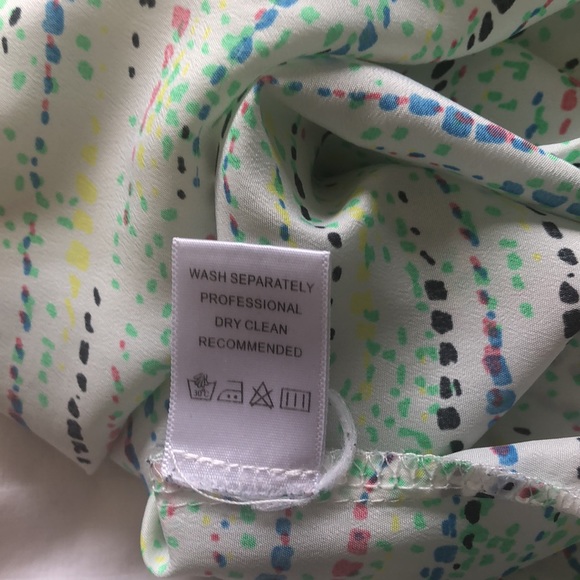 WASH SEPARATELY
PROFESSIONAL
DRY CLEAN
RECOMMENDED